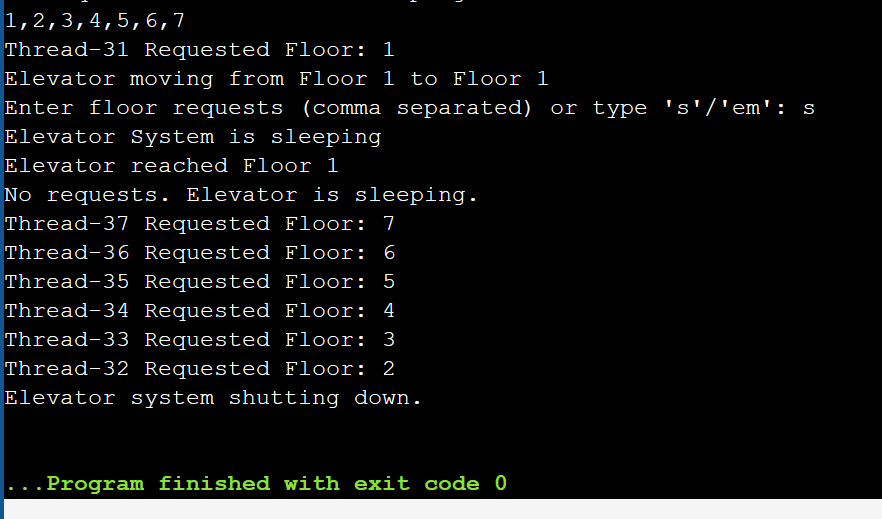 1,2,3,4,5,6,7
Thread-31 Requested Floor: 1
Elevator moving from Floor 1 to Floor 1
Enter floor requests (comma separated) or type 's'/'em': s
Elevator System is sleeping
Elevator reached Floor 1
No requests. Elevator is sleeping.
Thread-37 Requested Floor: 7
Thread-36 Requested Floor: 6
Thread-35 Requested Floor: 5
Thread-34 Requested Floor: 4
Thread-33 Requested Floor: 3
Thread-32 Requested Floor: 2
Elevator system shutting down.
...Program finished with exit code 0